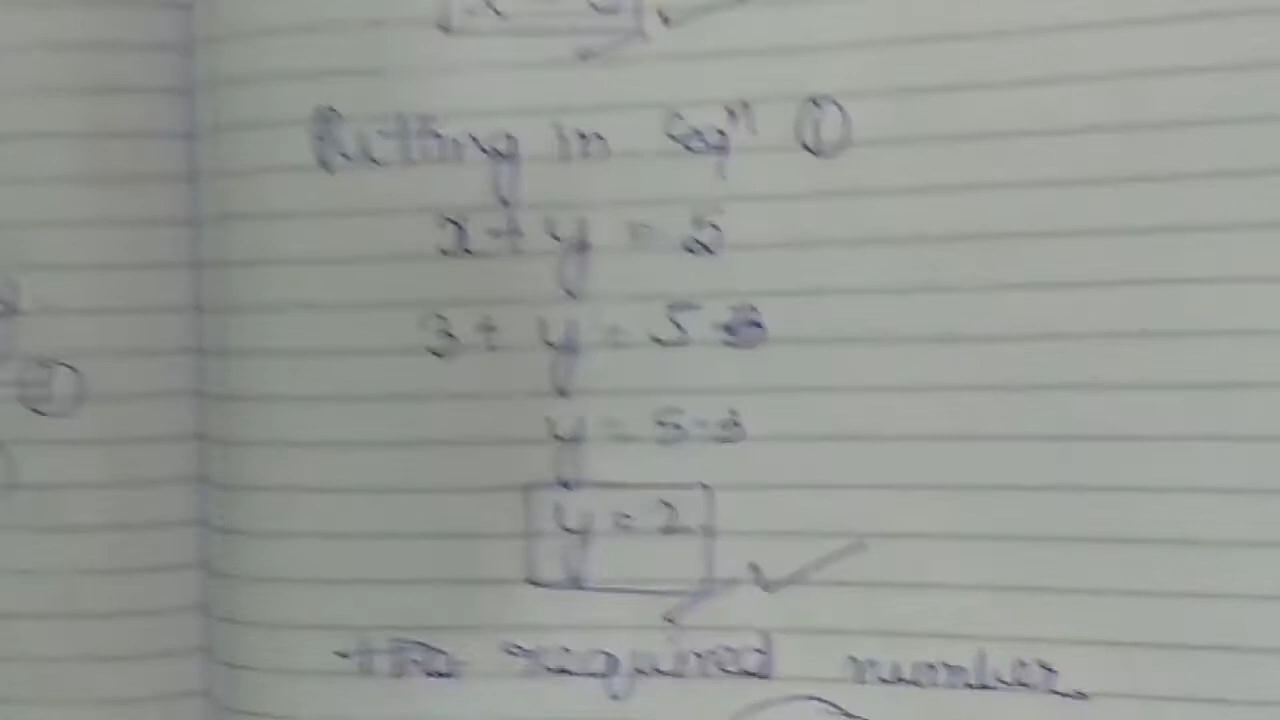 Putting in Eqⁿ ①
x + y = 5
3 + y = 5
y = 5 - 3
y = 2
the required number